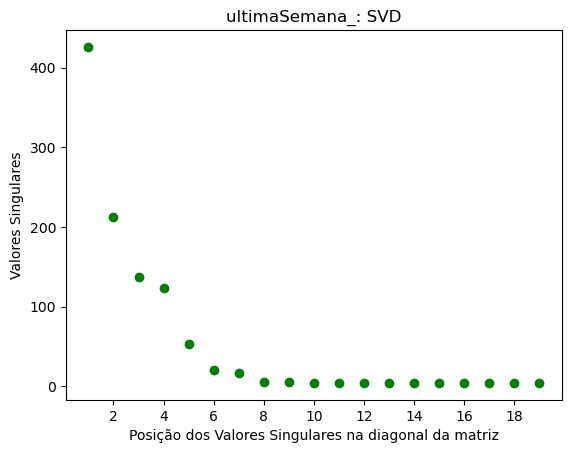 ultimaSemana_: SVD
Valores Singulares
400
300
200
100
0
2 4 6 8 10 12 14 16 18
Posição dos Valores Singulares na diagonal da matriz